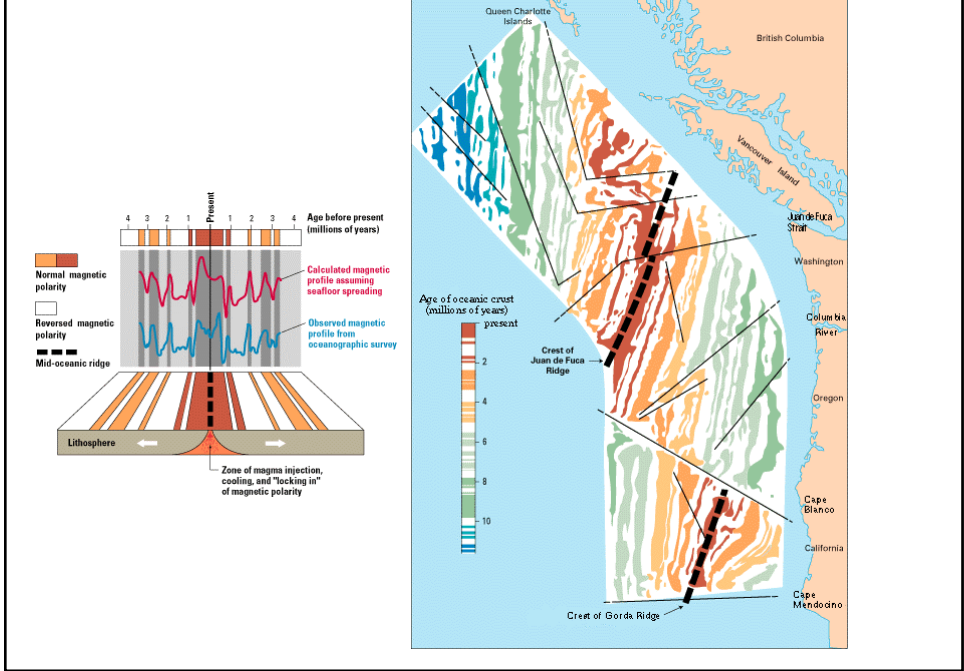 4 3 2 1 Present 1 2 3 4
Age before present
(millions of years)
Normal magnetic
polarity
Reversed magnetic
polarity
Mid-oceanic ridge
Calculated magnetic
profile assuming
seafloor spreading
Observed magnetic
profile from
oceanographic survey
Lithosphere
Zone of magma injection,
cooling, and "locking in"
of magnetic polarity
Queen Charlotte
Islands
British Columbia
Vancouver Island
Juan de Fuca
Strait
Washington
Columbia
River
Oregon
Cape
Blanco
California
Cape
Mendocino
Age of oceanic crust
(millions of years)
present
2
4
6
8
10
Crest of
Juan de Fuca
Ridge
Crest of Gorda Ridge